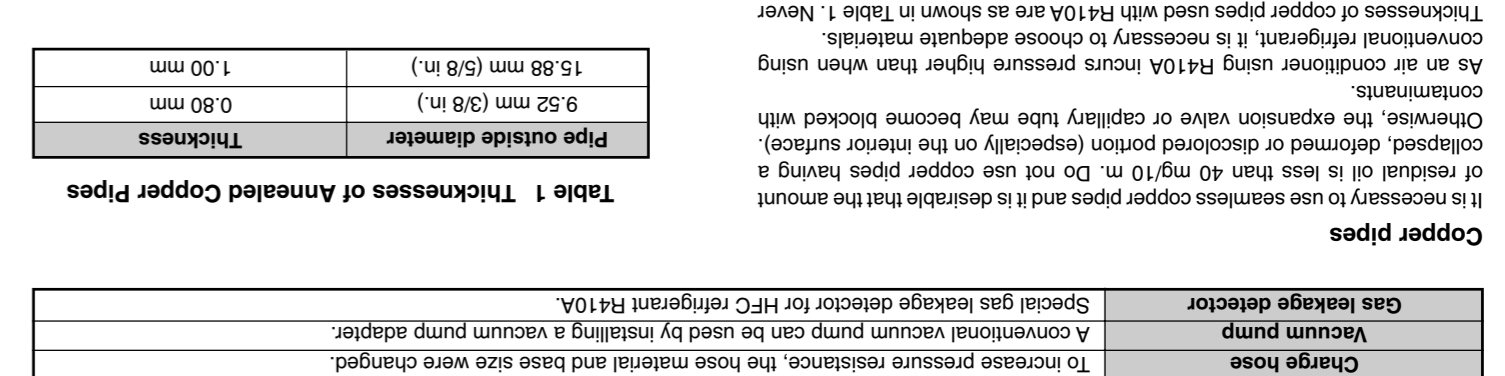 Charge hose To increase pressure resistance, the hose material and base size were changed.
Vacuum pump A conventional vacuum pump can be used by installing a vacuum pump adapter.
Gas leakage detector Special gas leakage detector for HFC refrigerant R410A.
Copper pipes
It is necessary to use seamless copper pipes and it is desirable that the amount
of residual oil is less than 40 mg/10 m. Do not use copper pipes having a
collapsed, deformed or discolored portion (especially on the interior surface).
Otherwise, the expansion valve or capillary tube may become blocked with
contaminants.
As an air conditioner using R410A incurs pressure higher than when using
conventional refrigerant, it is necessary to choose adequate materials.
Thicknesses of copper pipes used with R410A are as shown in Table 1. Never
Table 1 Thicknesses of Annealed Copper Pipes
Pipe outside diameter Thickness
9.52 mm (3/8 in.) 0.80 mm
15.88 mm (5/8 in.) 1.00 mm